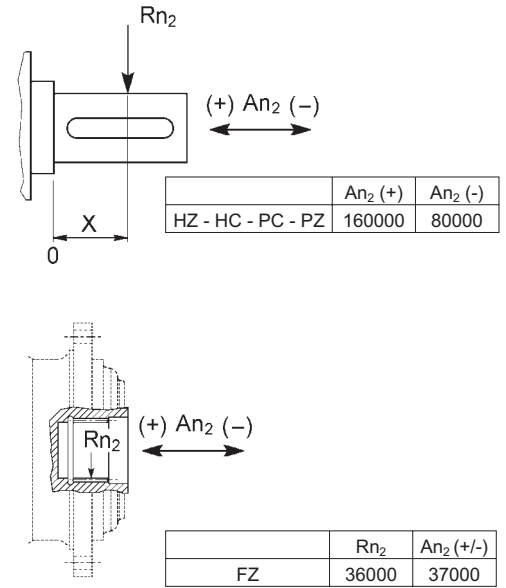 Rn₂
(+) An₂ (−)
An₂ (+) An₂ (-)
HZ - HC - PC - PZ 160000 80000
X
0
Rn₂
(+) An₂ (−)
Rn₂ An₂ (+/-)
FZ 36000 37000